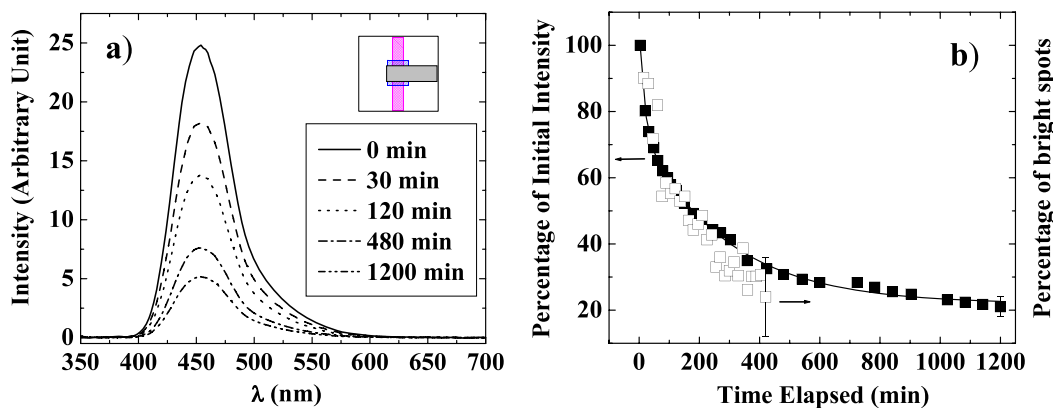 a)
25
20
15
10
5
0
Intensity (Arbitrary Unit)
350 400 450 500 550 600 650 700
λ (nm)
0 min
30 min
120 min
480 min
1200 min
b)
100
80
60
40
20
Percentage of Initial Intensity
Percentage of bright spots
0 200 400 600 800 1000 1200
Time Elapsed (min)